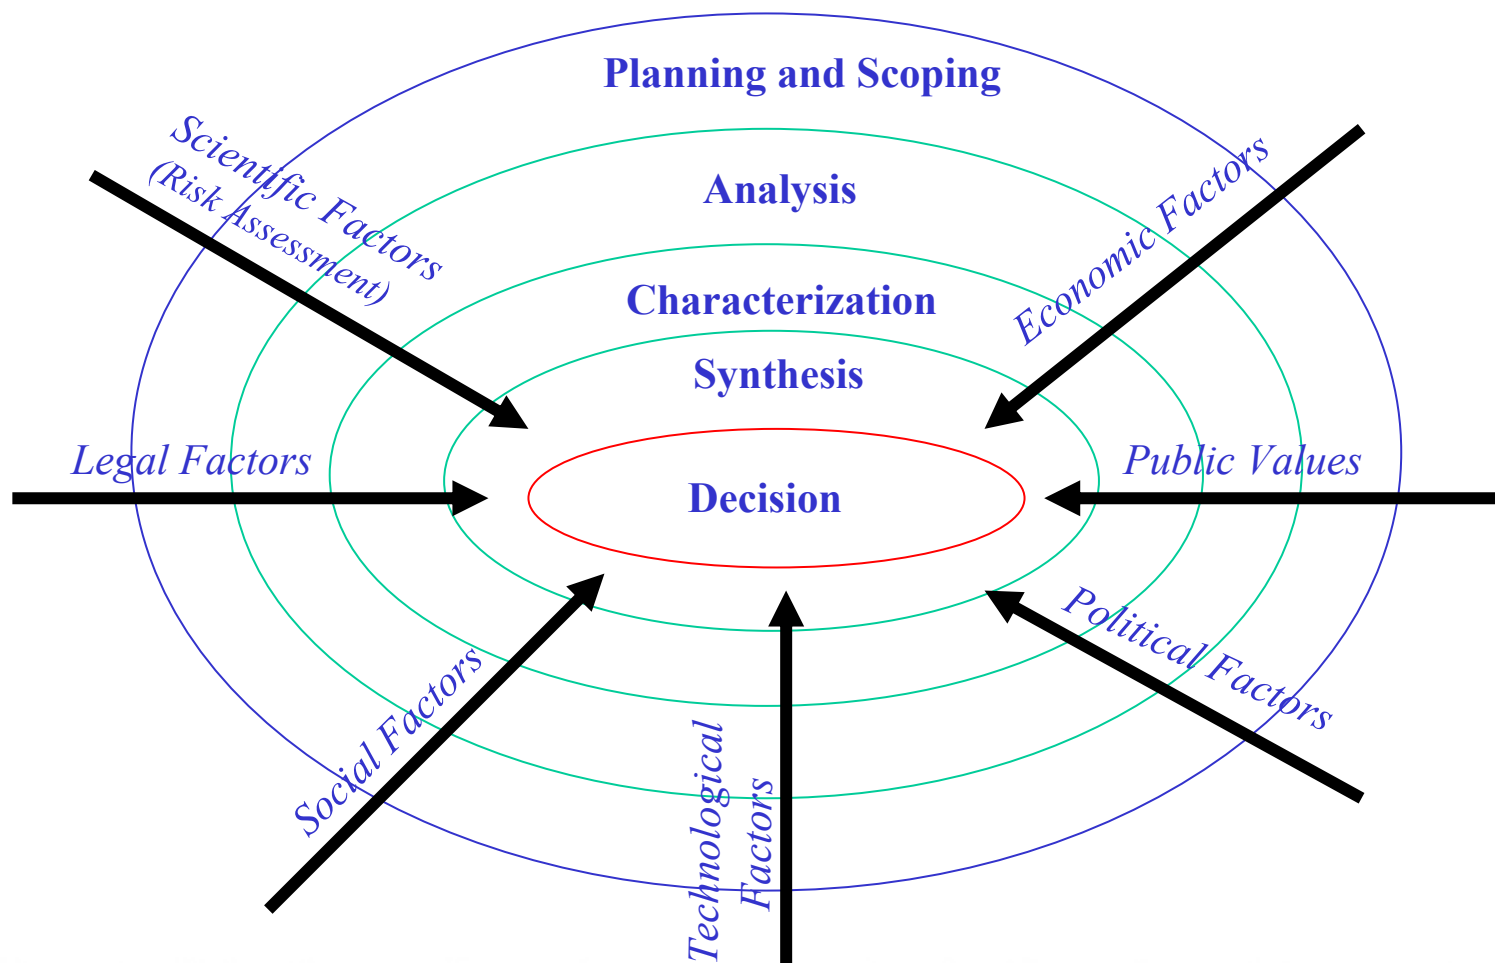 Planning and Scoping
Scientific Factors
(Risk Assessment)
Analysis
Economic Factors
Characterization
Synthesis
Legal Factors
Public Values
Decision
Political Factors
Social Factors
Technological
Factors